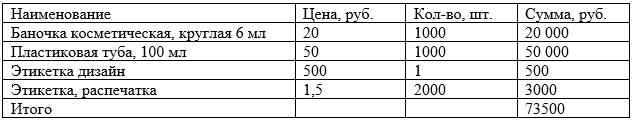 Наименование Цена, руб. Кол-во, шт. Сумма, руб.
Баночка косметическая, круглая 6 мл 20 1000 20 000
Пластиковая туба, 100 мл 50 1000 50 000
Этикетка дизайн 500 1 500
Этикетка, распечатка 1,5 2000 3000
Итого 73500